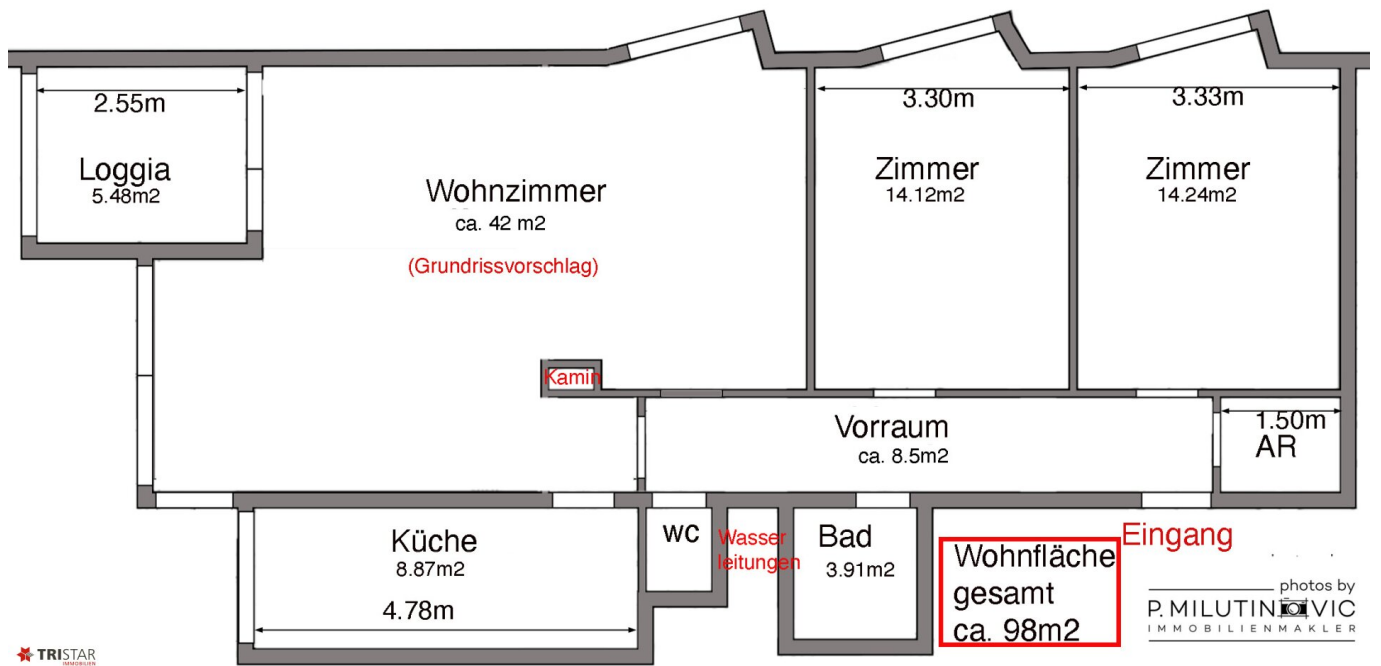 2.55m
3.30m
3.33m
Loggia
5.48m2
Wohnzimmer
ca. 42 m2
(Grundrissvorschlag)
Zimmer
14.12m2
Zimmer
14.24m2
Kamin
Vorraum
ca. 8.5m2
1.50m
AR
Küche
8.87m2
4.78m
WC
Wasser
leitungen
Bad
3.91m2
Eingang
Wohnfläche
gesamt
ca. 98m2
photos by
P.MILUTINOVIC
IMMOBILIENMAKLER
TRISTAR
IMMOBILIEN